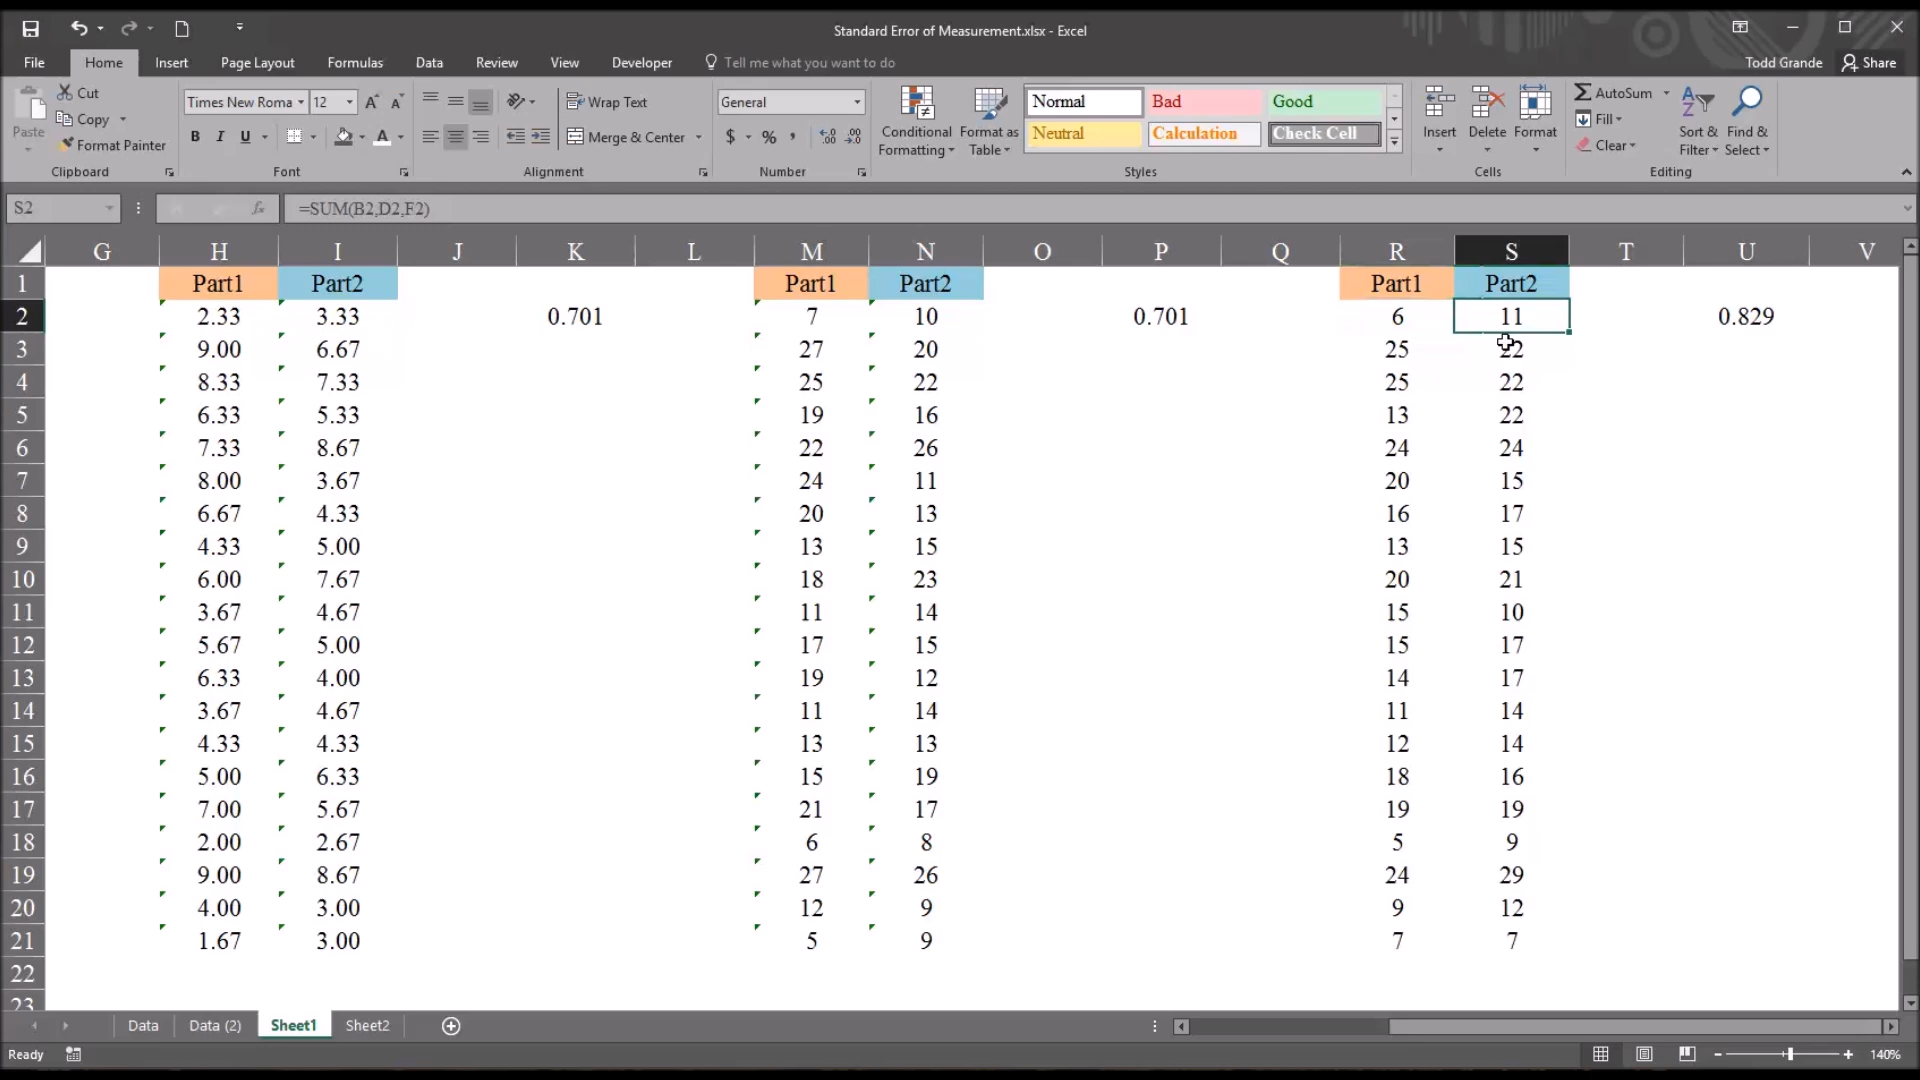 Standard Error of Measurement.xlsx - Excel
File Home Insert Page Layout Formulas Data Review View Developer Tell me what you want to do Todd Grande Share
Paste Cut Copy Format Painter Clipboard
Times New Roma 12 B I U A Font
Wrap Text Merge & Center Alignment
General $ % , Number
Conditional Formatting Format as Table
Normal Bad Good
Neutral Calculation Check Cell
Styles
Insert Delete Format Cells
AutoSum Fill Clear Sort & Filter Find & Select Editing
S2 fx =SUM(B2,D2,F2)
G H I J K L M N O P Q R S T U V
1 Part1 Part2 Part1 Part2 Part1 Part2
2 2.33 3.33 0.701 7 10 0.701 6 11 0.829
3 9.00 6.67 27 20 25 22
4 8.33 7.33 25 22 25 22
5 6.33 5.33 19 16 13 22
6 7.33 8.67 22 26 24 24
7 8.00 3.67 24 11 20 15
8 6.67 4.33 20 13 16 17
9 4.33 5.00 13 15 13 15
10 6.00 7.67 18 23 20 21
11 3.67 4.67 11 14 15 10
12 5.67 5.00 17 15 15 17
13 6.33 4.00 19 12 14 17
14 3.67 4.67 11 14 11 14
15 4.33 4.33 13 13 12 14
16 5.00 6.33 15 19 18 16
17 7.00 5.67 21 17 19 19
18 2.00 2.67 6 8 5 9
19 9.00 8.67 27 26 24 29
20 4.00 3.00 12 9 9 12
21 1.67 3.00 5 9 7 7
22
23
Data Data (2) Sheet1 Sheet2
Ready 140%